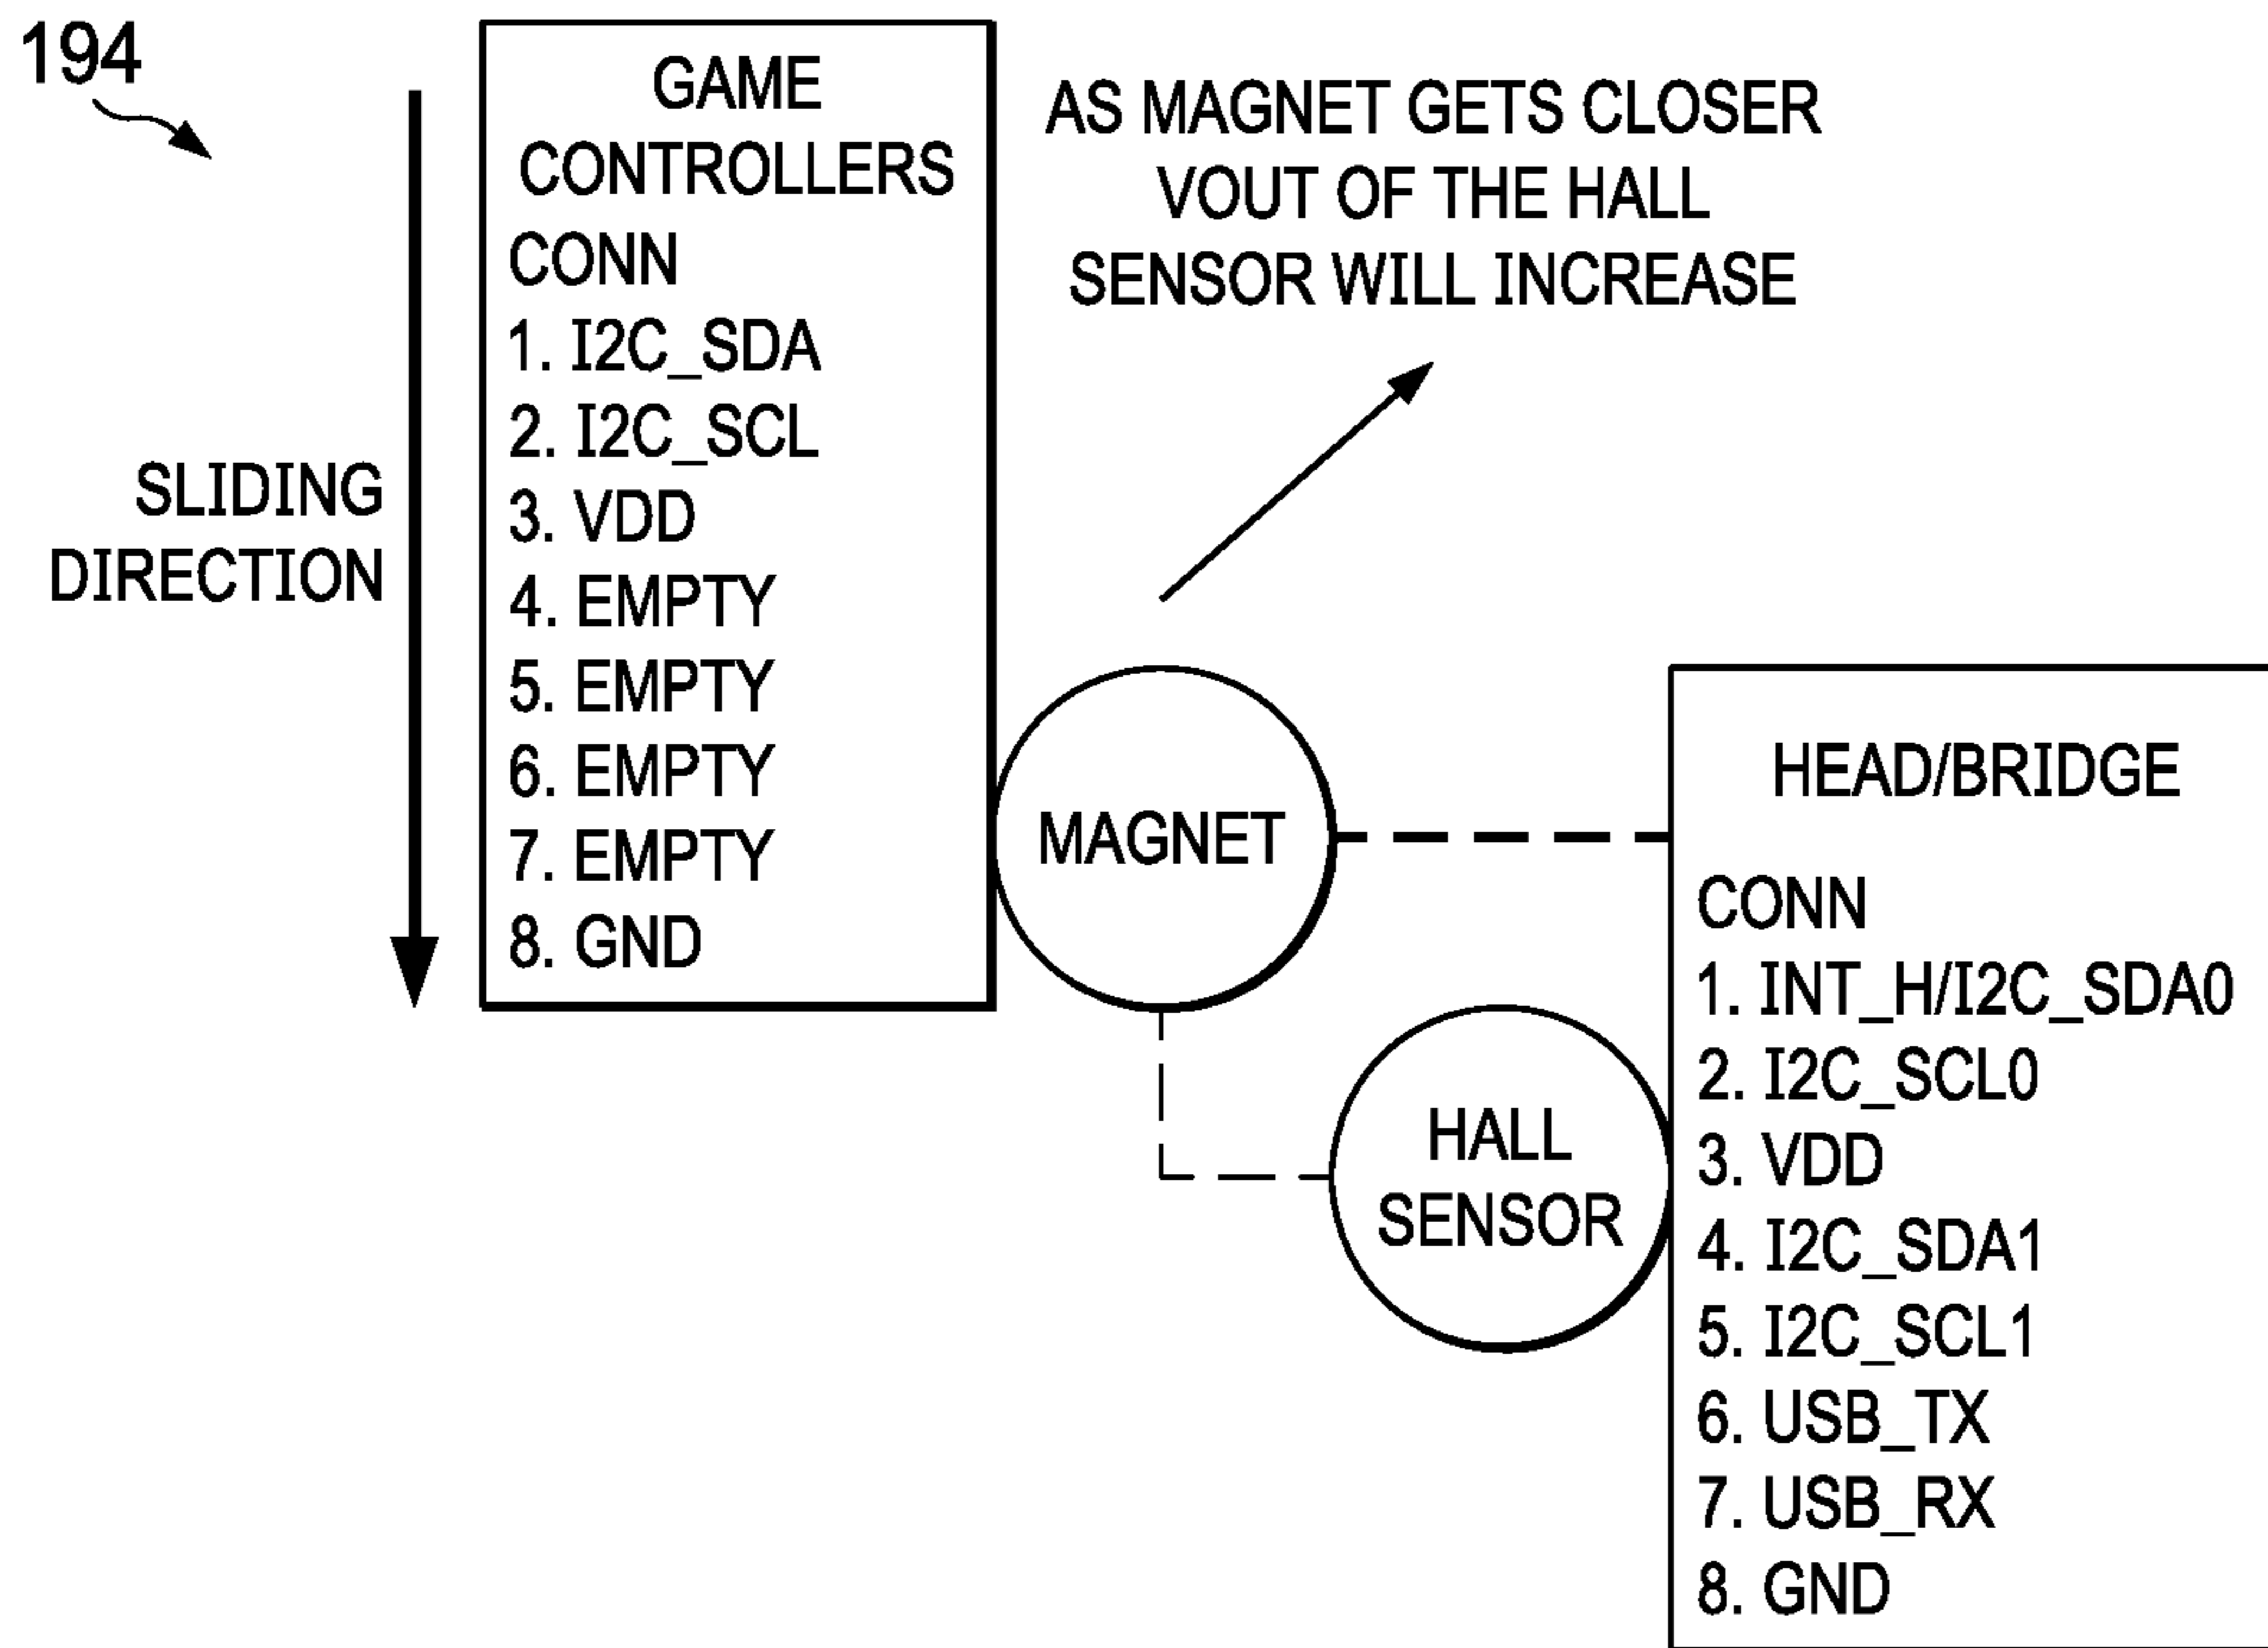 194
GAME
CONTROLLERS
CONN
1. I2C_SDA
2. I2C_SCL
3. VDD
4. EMPTY
5. EMPTY
6. EMPTY
7. EMPTY
8. GND
AS MAGNET GETS CLOSER
VOUT OF THE HALL
SENSOR WILL INCREASE
SLIDING
DIRECTION
MAGNET
HALL
SENSOR
HEAD/BRIDGE
CONN
1. INT_H/I2C_SDA0
2. I2C_SCL0
3. VDD
4. I2C_SDA1
5. I2C_SCL1
6. USB_TX
7. USB_RX
8. GND